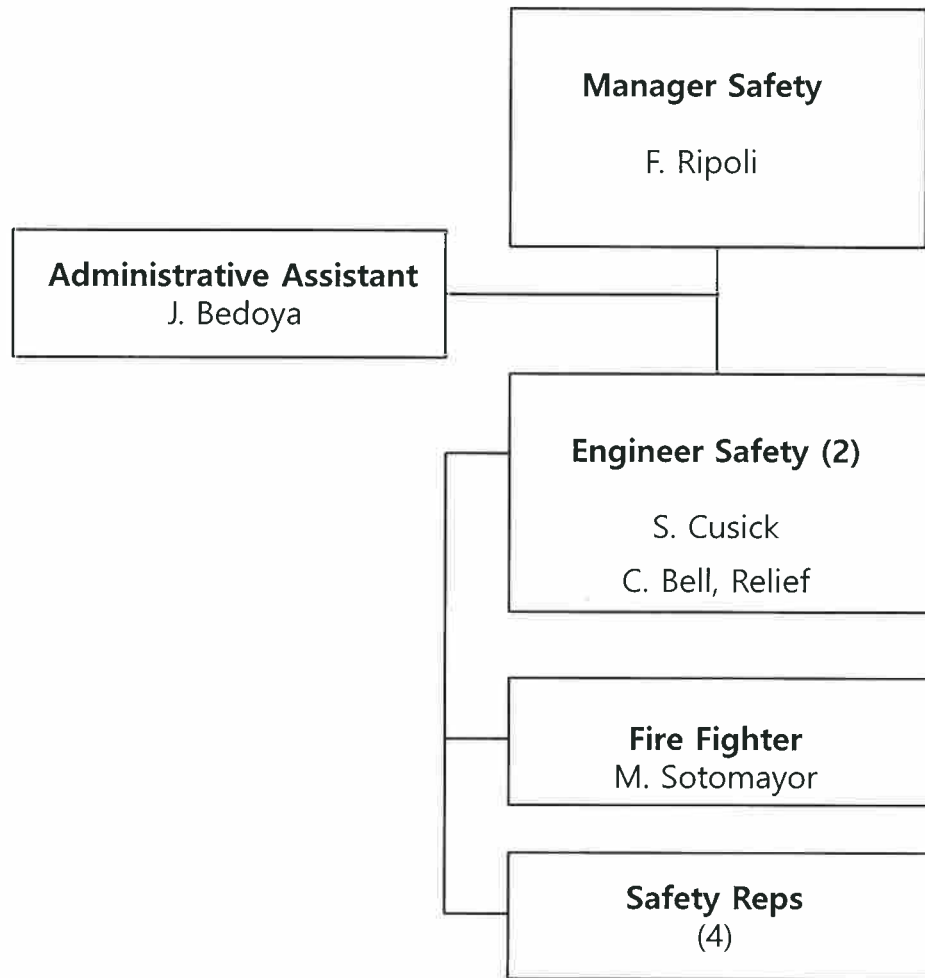 Manager Safety
F. Ripoli
Administrative Assistant
J. Bedoya
Engineer Safety (2)
S. Cusick
C. Bell, Relief
Fire Fighter
M. Sotomayor
Safety Reps
(4)